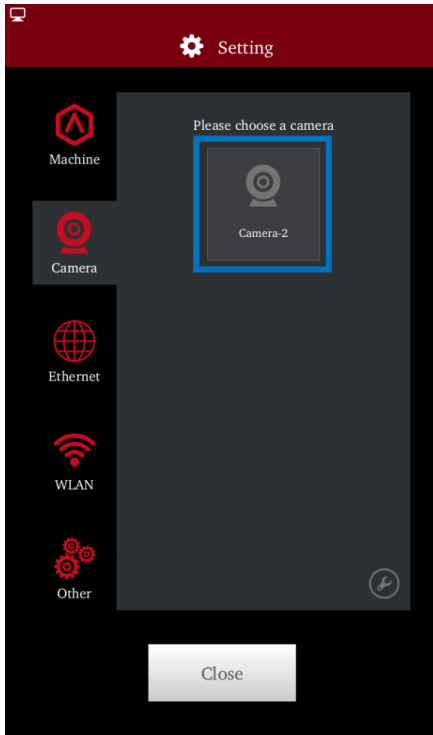 Setting
Machine
Please choose a camera
Camera-2
Camera
Ethernet
WLAN
Other
Close